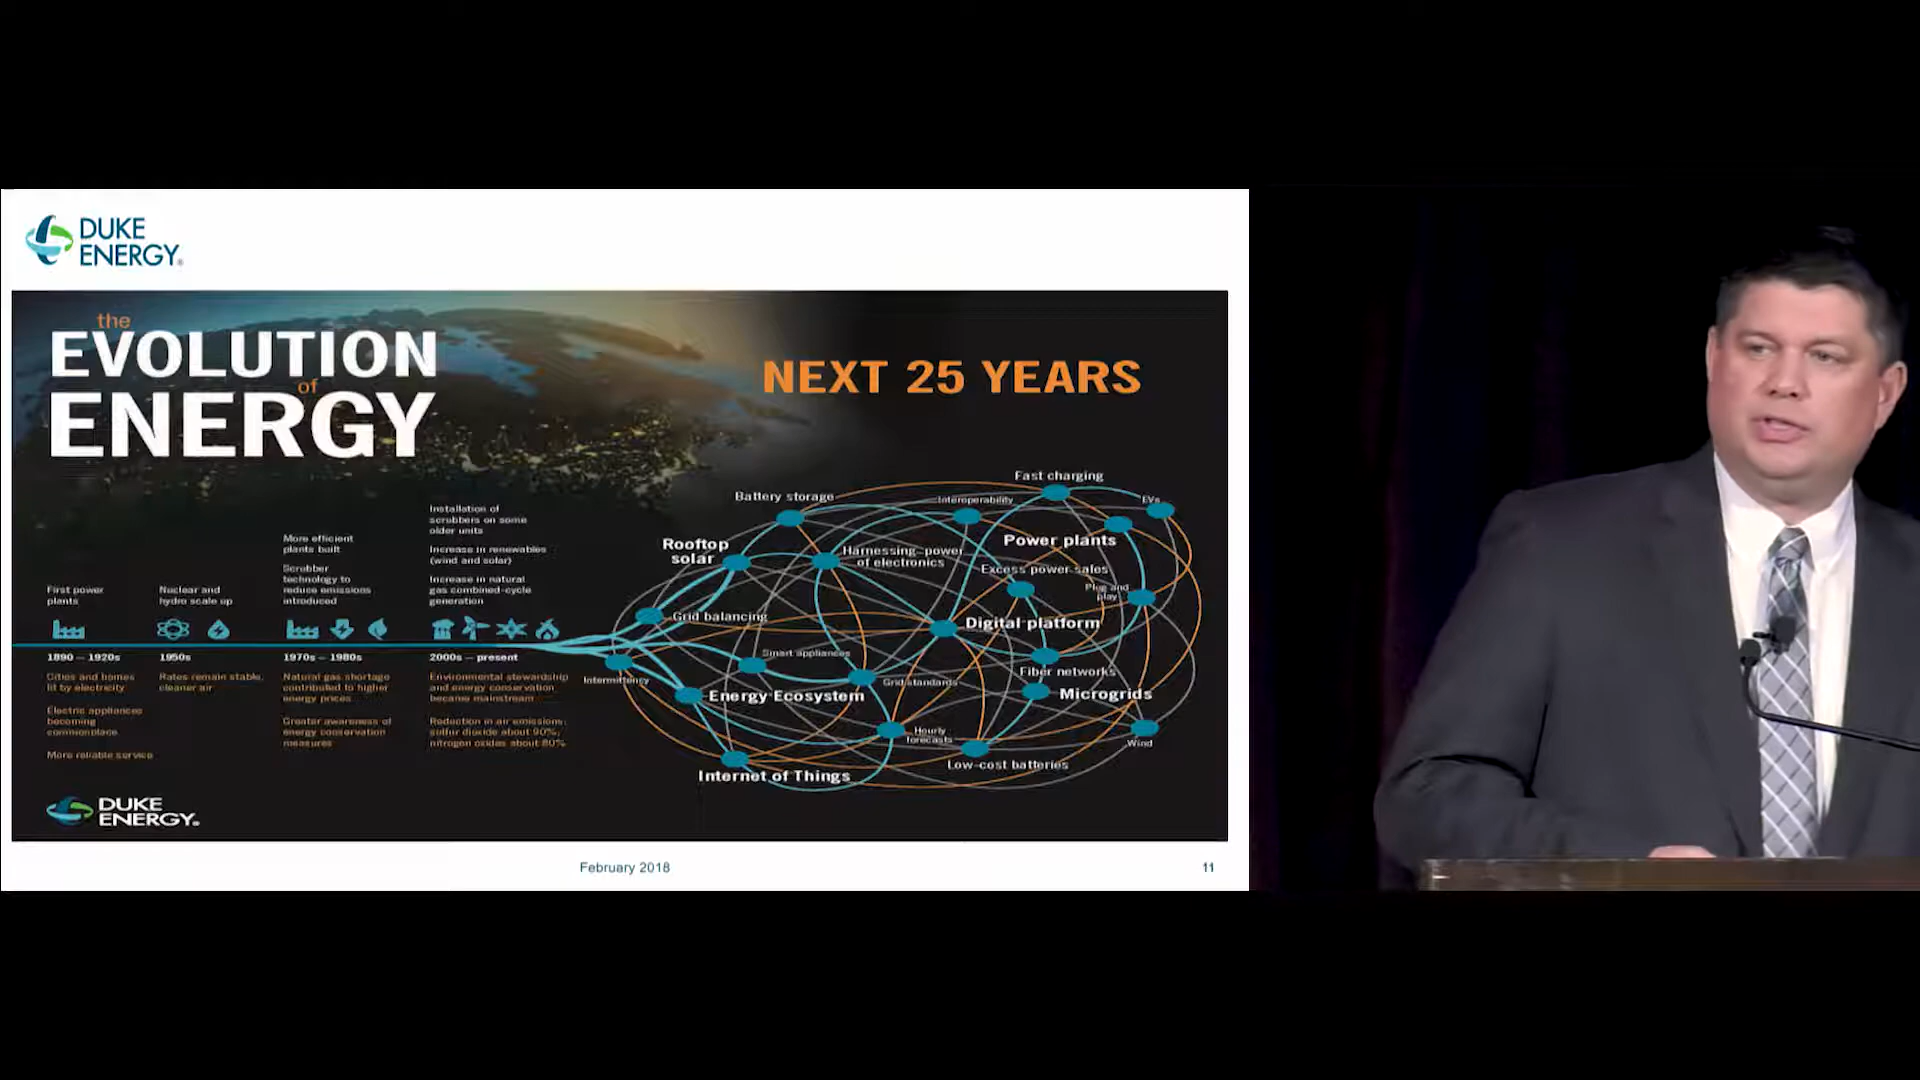 DUKE
ENERGY®
the
EVOLUTION
of
ENERGY
NEXT 25 YEARS
First power
plants
1890 – 1920s
Cities and homes
lit by electricity
Electric appliances
becoming
commonplace
More reliable service
Nuclear and
hydro scale up
1950s
Rates remain stable,
cleaner air
More efficient
plants built
Scrubber
technology to
reduce emissions
introduced
1970s – 1980s
Natural gas shortage
contributed to higher
energy prices
Greater awareness of
energy conservation
measures
Installation of
scrubbers on some
older units
Increase in renewables
(wind and solar)
Increase in natural
gas combined-cycle
generation
2000s – present
Environmental stewardship
and energy conservation
became mainstream
Reduction in air emissions:
sulfur dioxide about 90%;
nitrogen oxides about 80%
Fast charging
Battery storage
Interoperability
EVs
Rooftop
solar
Harnessing power
of electronics
Power plants
Excess power sales
Plug and
play
Grid balancing
Digital platform
Smart appliances
Fiber networks
Intermittency
Grid standards
Energy Ecosystem
Microgrids
Hourly
forecasts
Wind
Low-cost batteries
Internet of Things
DUKE
ENERGY®
February 2018
11